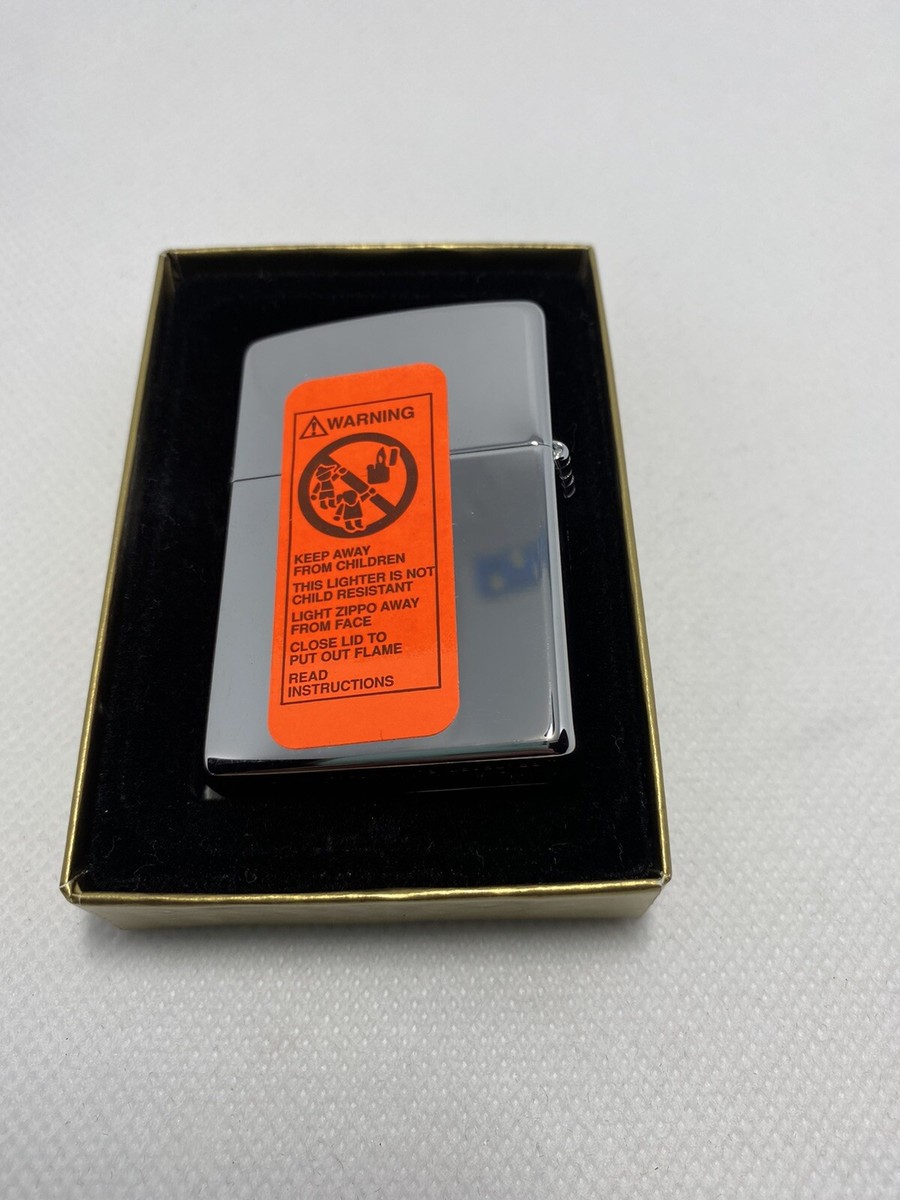 WARNING
KEEP AWAY
FROM CHILDREN
THIS LIGHTER IS NOT
CHILD RESISTANT
LIGHT ZIPPO AWAY
FROM FACE
CLOSE LID TO
PUT OUT FLAME
READ
INSTRUCTIONS